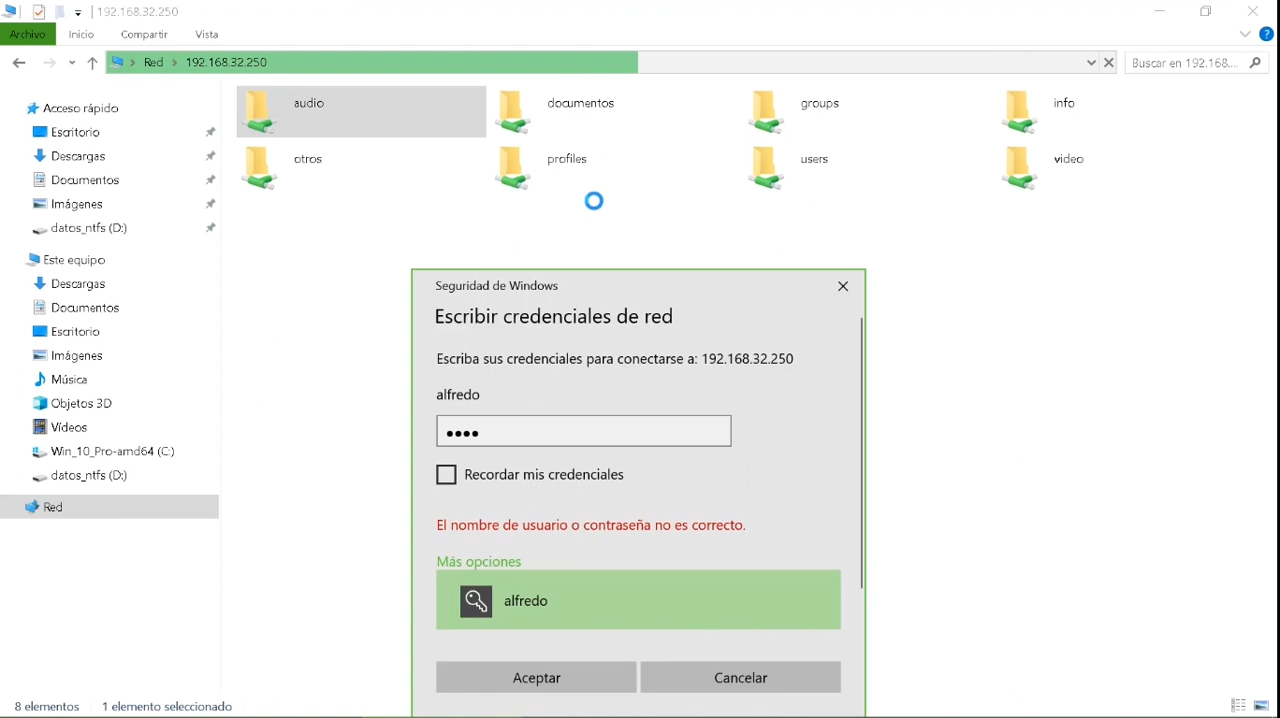 192.168.32.250
Archivo Inicio Compartir Vista
Red 192.168.32.250 Buscar en 192.168....
Acceso rápido
Escritorio
Descargas
Documentos
Imágenes
datos_ntfs (D:)
Este equipo
Descargas
Documentos
Escritorio
Imágenes
Música
Objetos 3D
Vídeos
Win_10_Pro-amd64 (C:)
datos_ntfs (D:)
Red
audio documentos groups info
otros profiles users video
Seguridad de Windows
Escribir credenciales de red
Escriba sus credenciales para conectarse a: 192.168.32.250
alfredo
●●●●
Recordar mis credenciales
El nombre de usuario o contraseña no es correcto.
Más opciones
alfredo
Aceptar Cancelar
8 elementos 1 elemento seleccionado